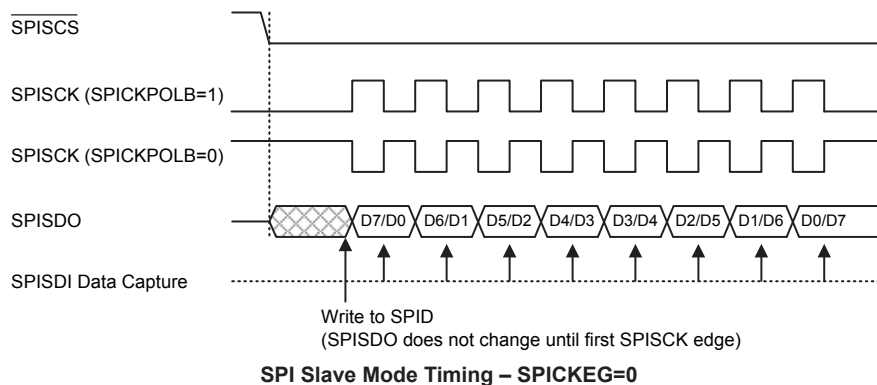 SPISCS
SPISCK (SPICKPOLB=1)
SPISCK (SPICKPOLB=0)
SPISDO
D7/D0 D6/D1 D5/D2 D4/D3 D3/D4 D2/D5 D1/D6 D0/D7
SPISDI Data Capture
Write to SPID
(SPISDO does not change until first SPISCK edge)
SPI Slave Mode Timing – SPICKEG=0